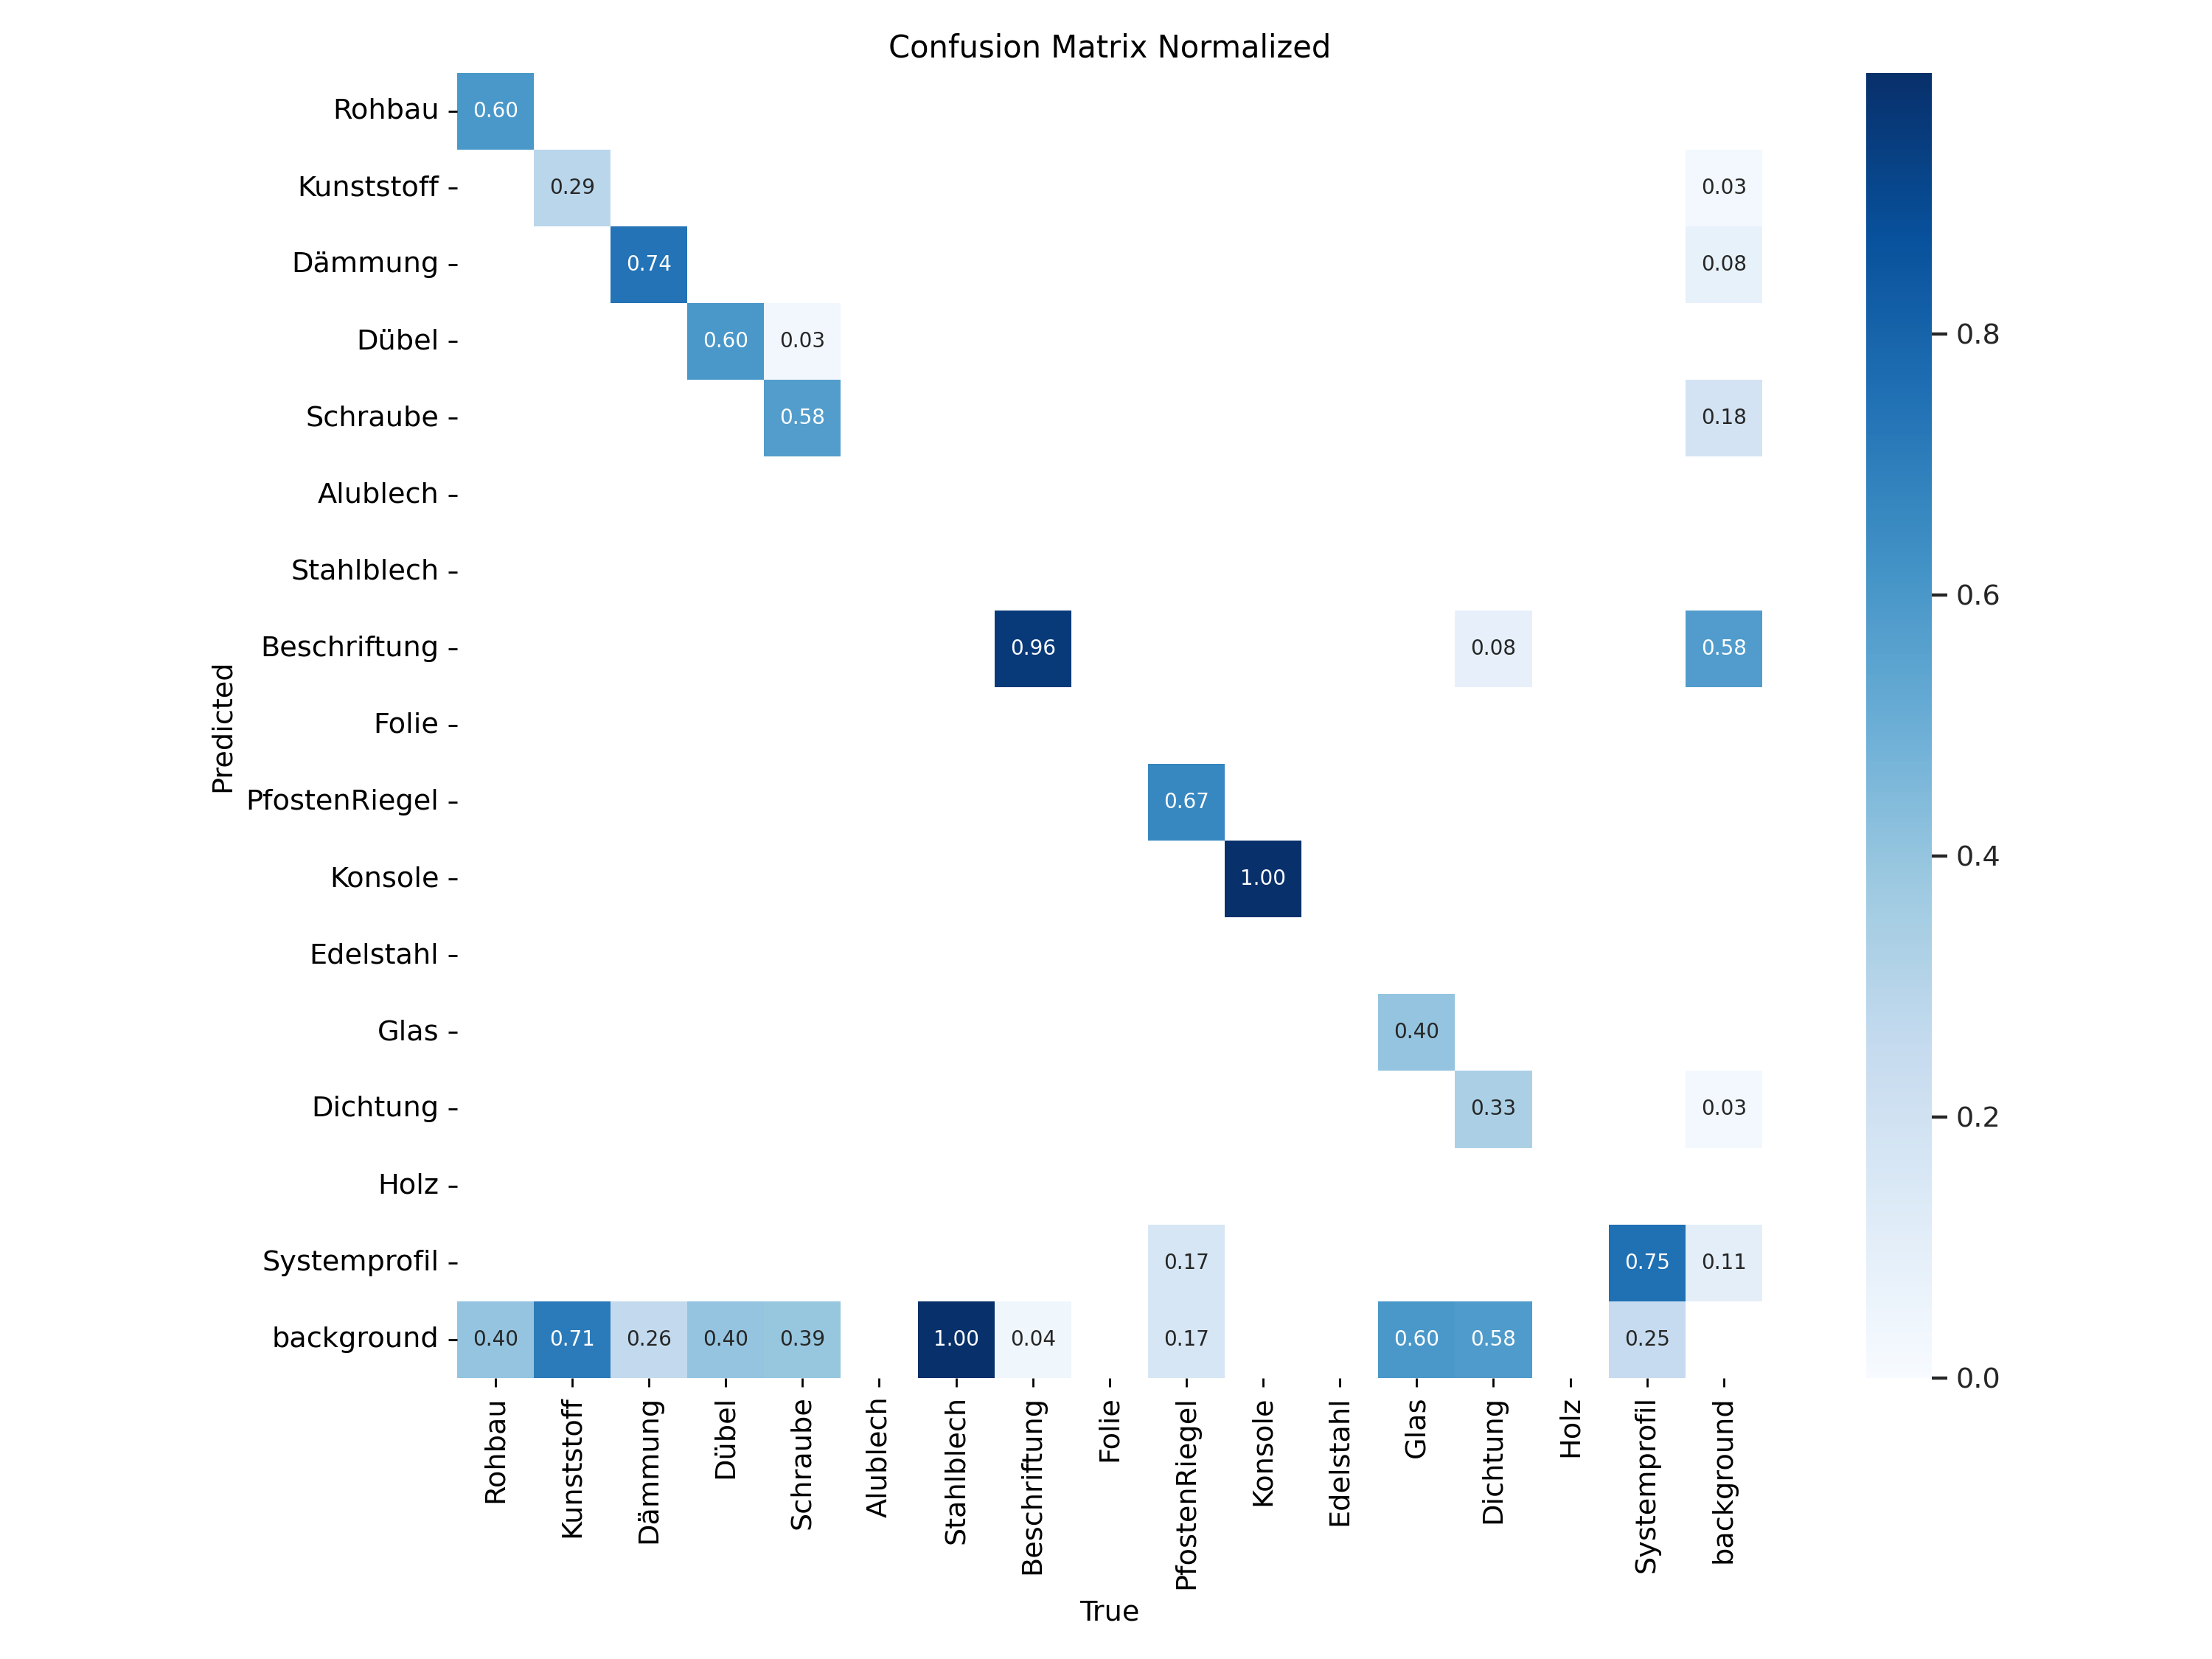 Confusion Matrix Normalized
Rohbau
0.60
Kunststoff
0.29 0.03
Dämmung
0.74 0.08
Dübel
0.60 0.03
Schraube
0.58 0.18
Alublech
Stahlblech
Beschriftung
0.96 0.08 0.58
Folie
PfostenRiegel
0.67
Konsole
1.00
Edelstahl
Glas
0.40
Dichtung
0.33 0.03
Holz
Systemprofil
0.17 0.75 0.11
background
0.40 0.71 0.26 0.40 0.39 1.00 0.04 0.17 0.60 0.58 0.25
Predicted
Rohbau
Kunststoff
Dämmung
Dübel
Schraube
Alublech
Stahlblech
Beschriftung
Folie
PfostenRiegel
Konsole
Edelstahl
Glas
Dichtung
Holz
Systemprofil
background
True
0.8
0.6
0.4
0.2
0.0